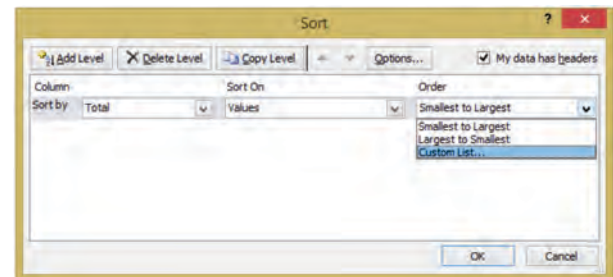 Sort
? ×
Add Level Delete Level Copy Level Options... My data has headers
Column Sort On Order
Sort by Total Values Smallest to Largest
Smallest to Largest
Largest to Smallest
Custom List...
OK Cancel